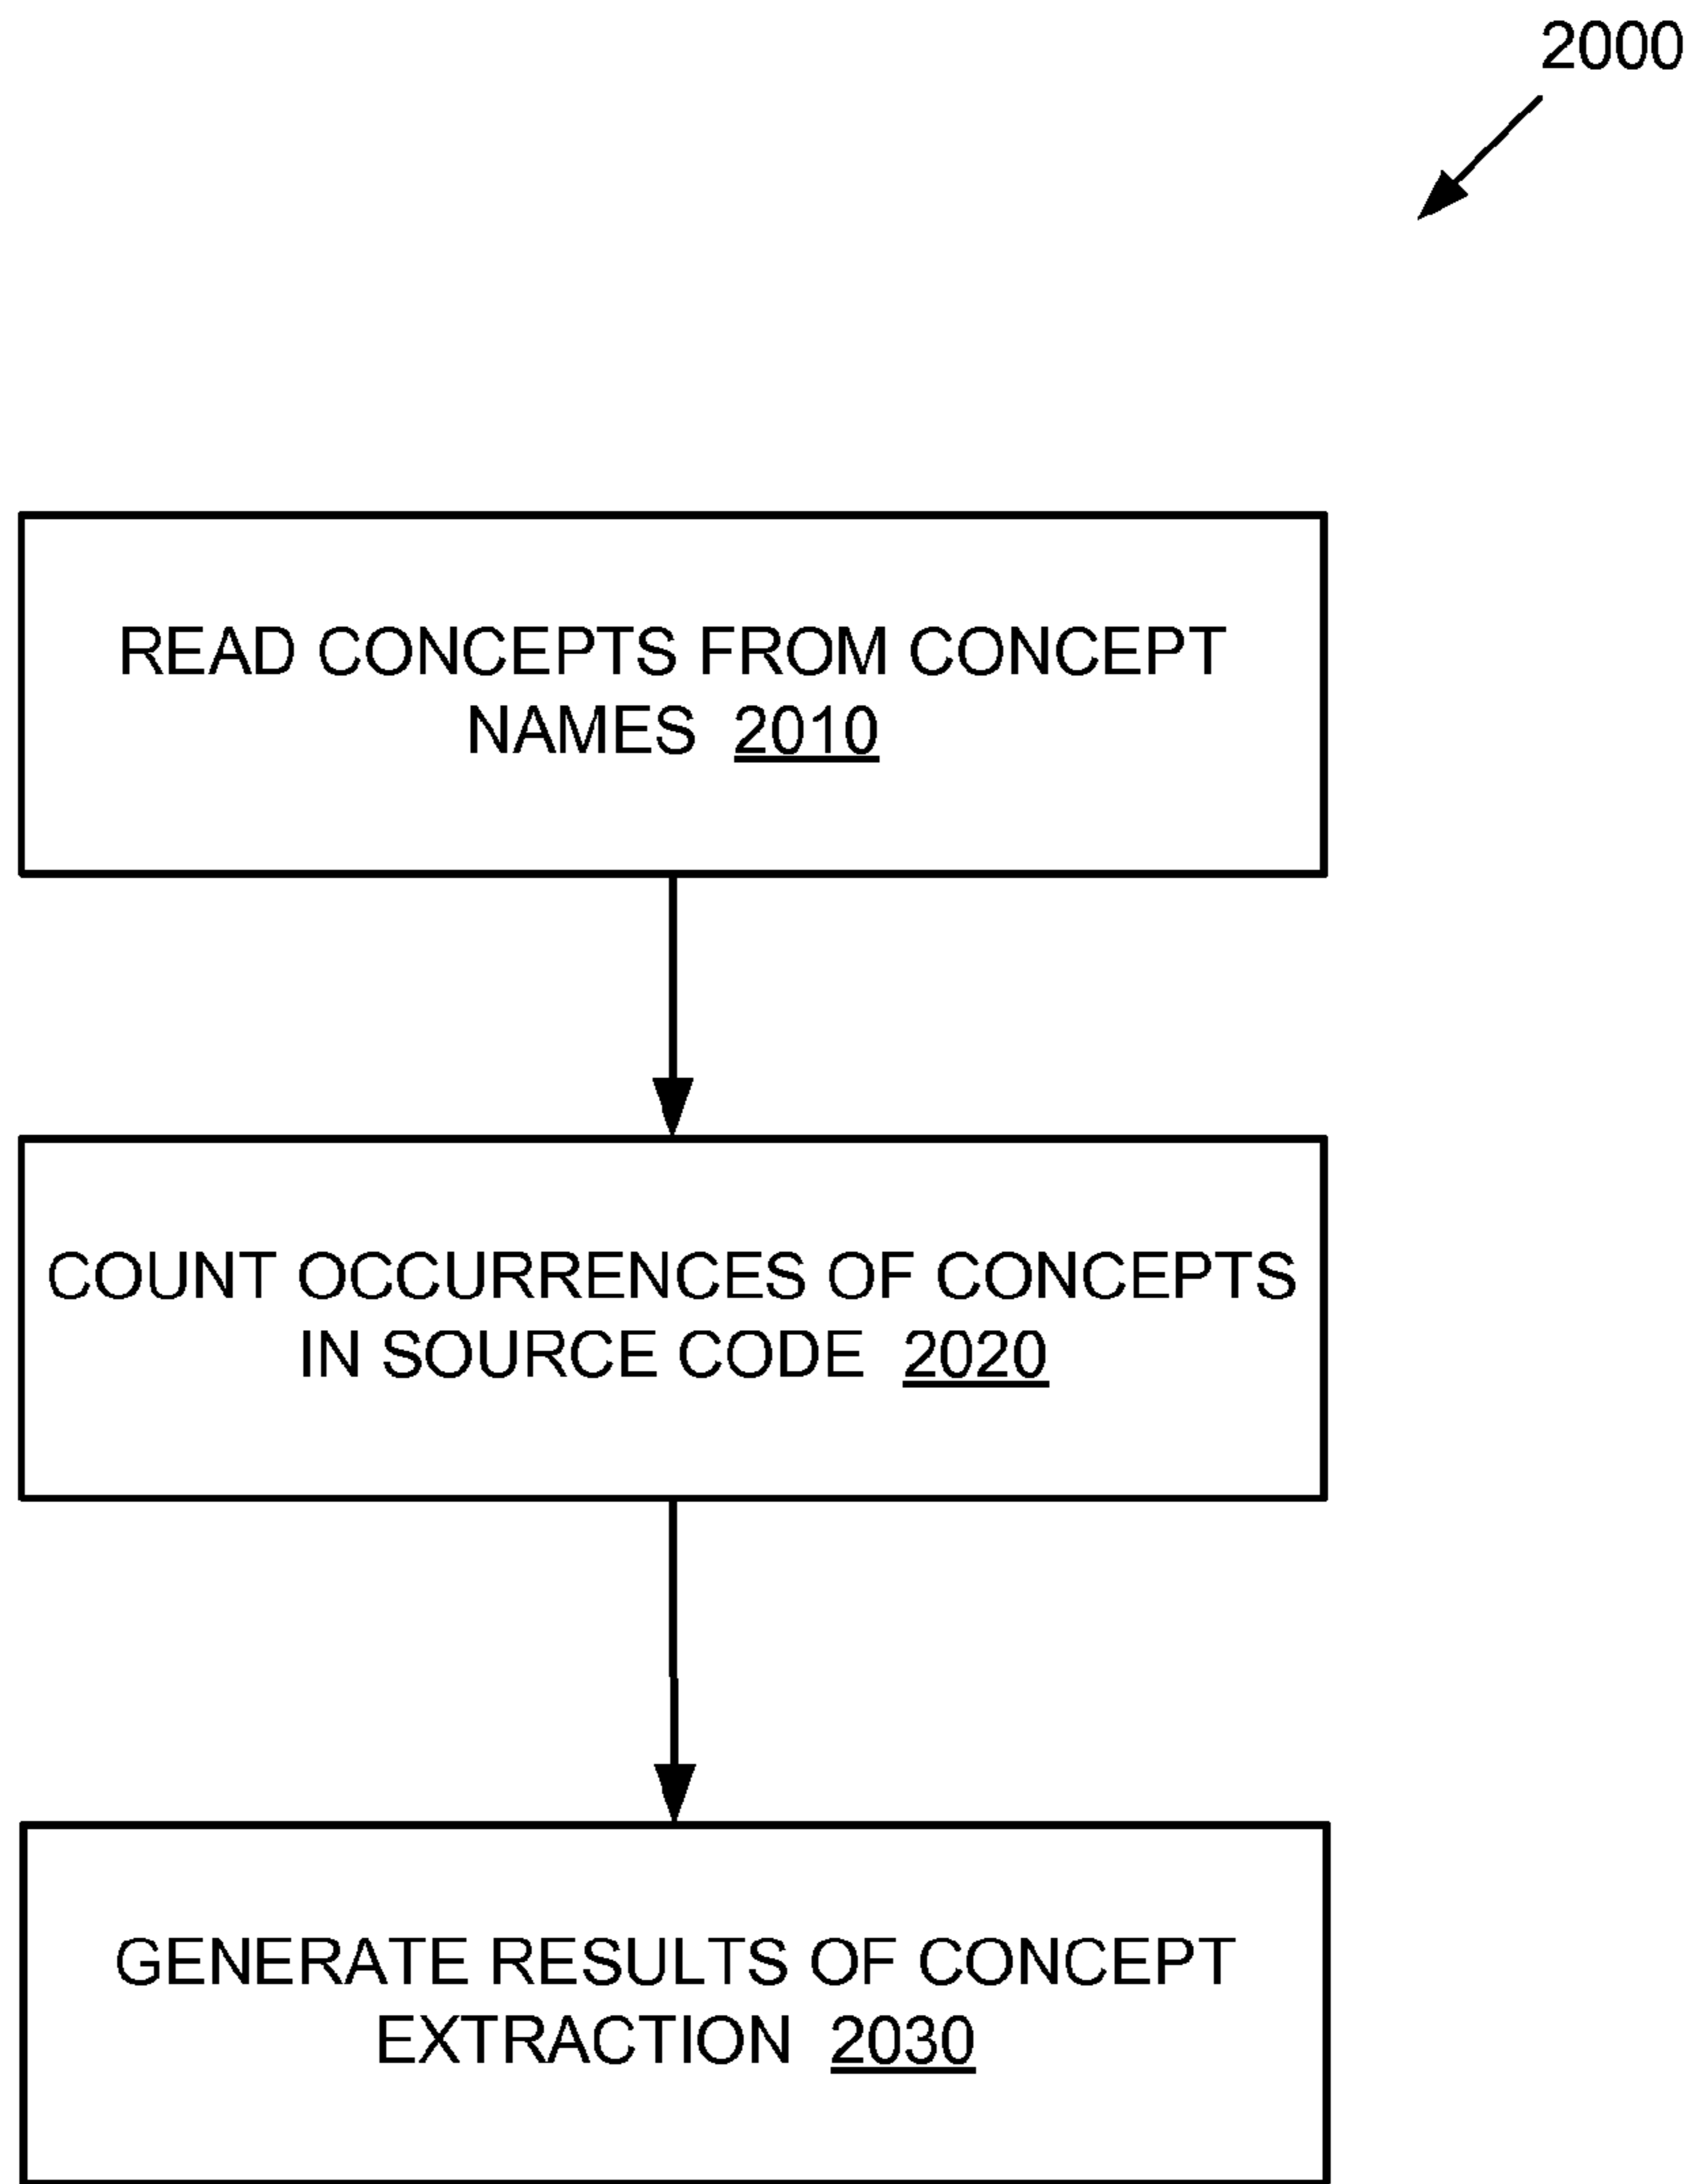 2000
READ CONCEPTS FROM CONCEPT
NAMES 2010
COUNT OCCURRENCES OF CONCEPTS
IN SOURCE CODE 2020
GENERATE RESULTS OF CONCEPT
EXTRACTION 2030